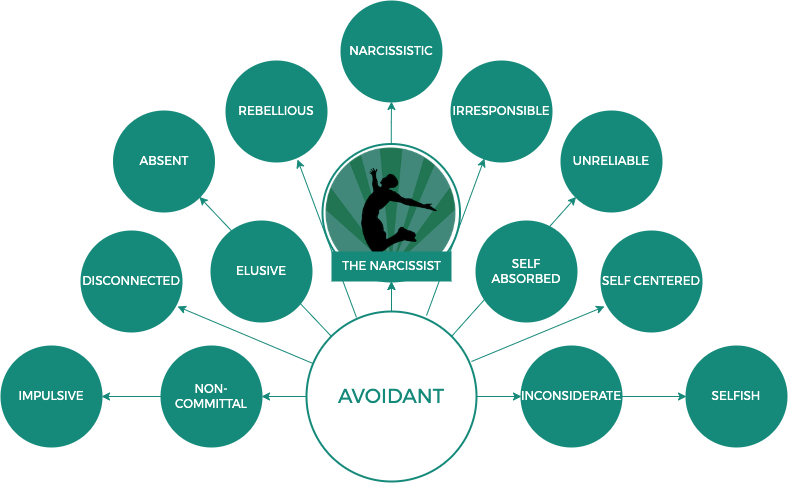 NARCISSISTIC
REBELLIOUS
IRRESPONSIBLE
ABSENT
UNRELIABLE
THE NARCISSIST
ELUSIVE
SELF
ABSORBED
DISCONNECTED
SELF CENTERED
IMPULSIVE
NON-
COMMITTAL
AVOIDANT
INCONSIDERATE
SELFISH